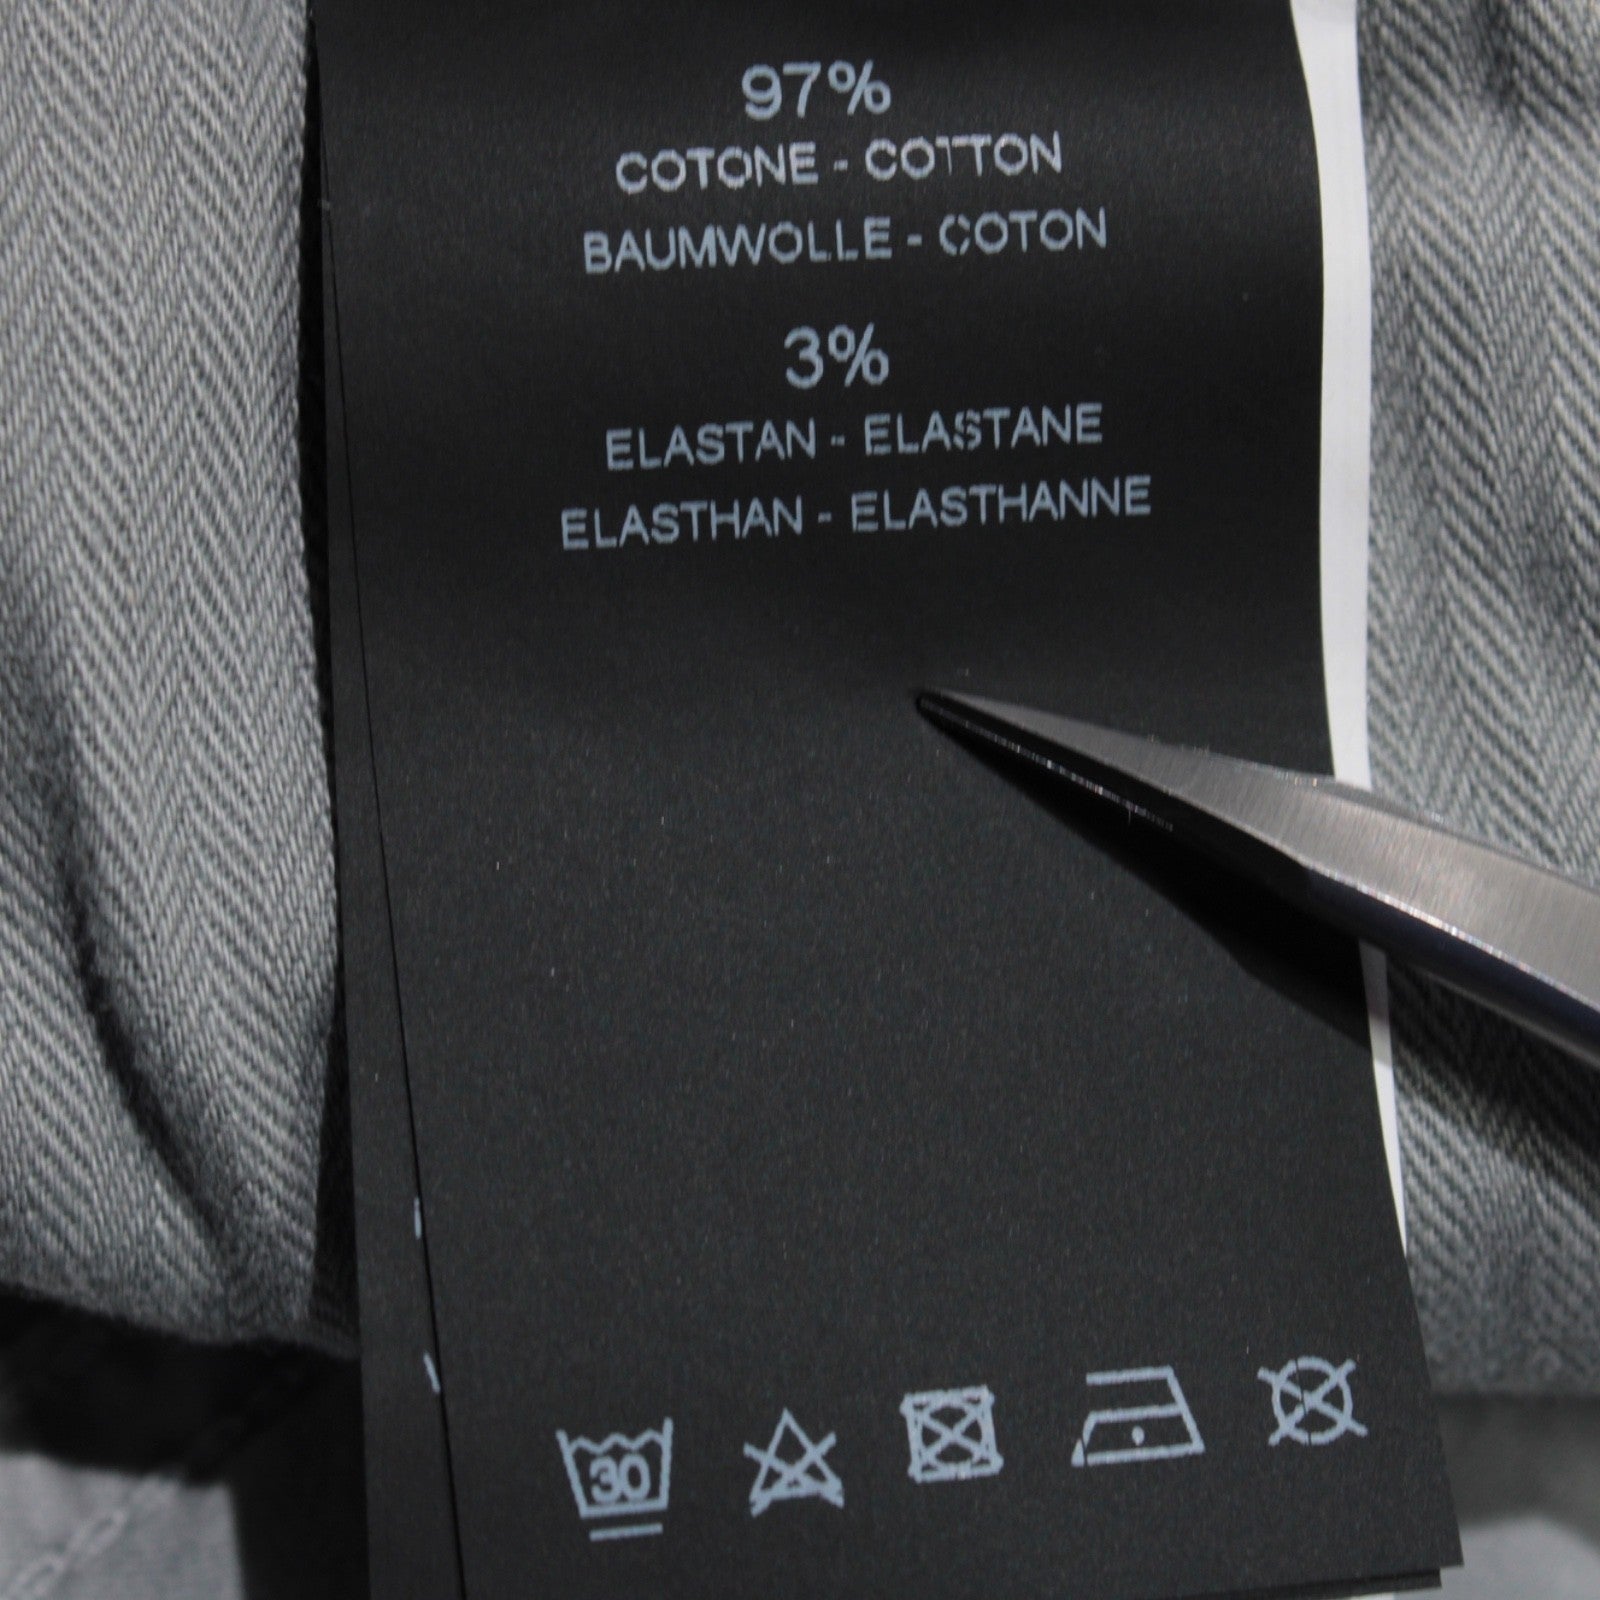 97%
COTONE - COTTON
BAUMWOLLE - COTON
3%
ELASTAN - ELASTANE
ELASTHAN - ELASTHANNE
30